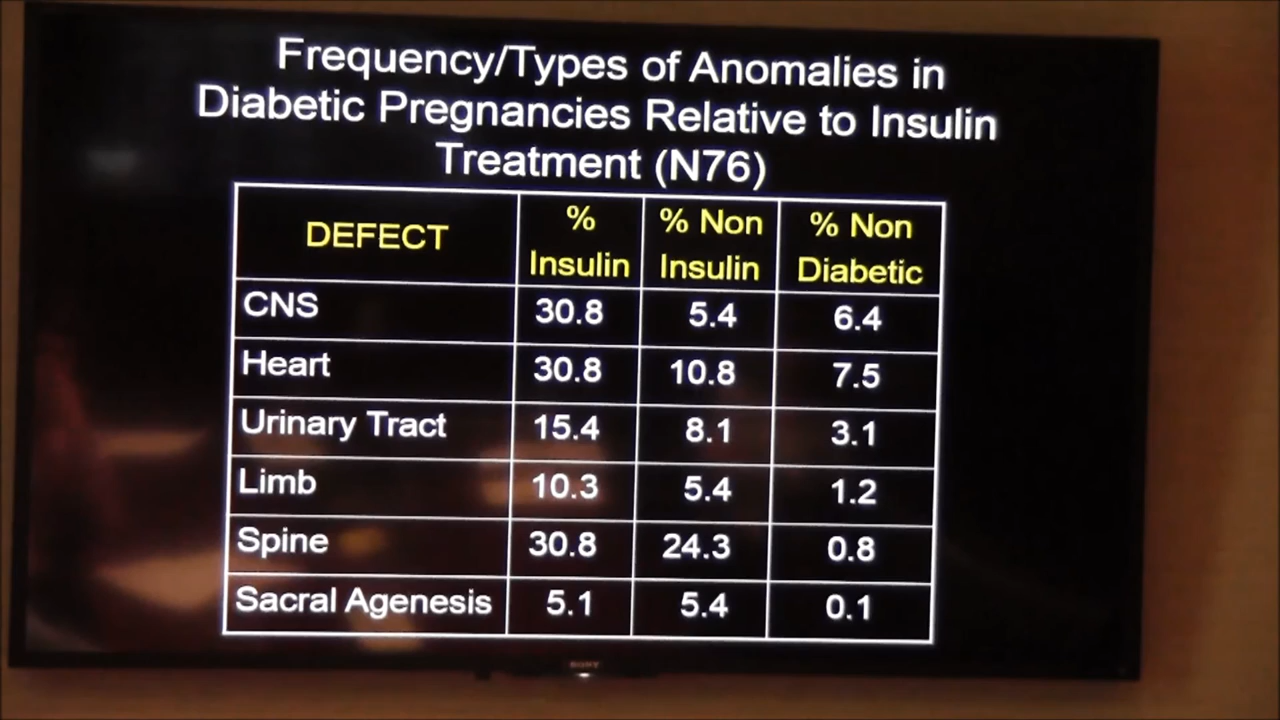 Frequency/Types of Anomalies in
Diabetic Pregnancies Relative to Insulin
Treatment (N76)
DEFECT % Insulin % Non Insulin % Non Diabetic
CNS 30.8 5.4 6.4
Heart 30.8 10.8 7.5
Urinary Tract 15.4 8.1 3.1
Limb 10.3 5.4 1.2
Spine 30.8 24.3 0.8
Sacral Agenesis 5.1 5.4 0.1
SONY